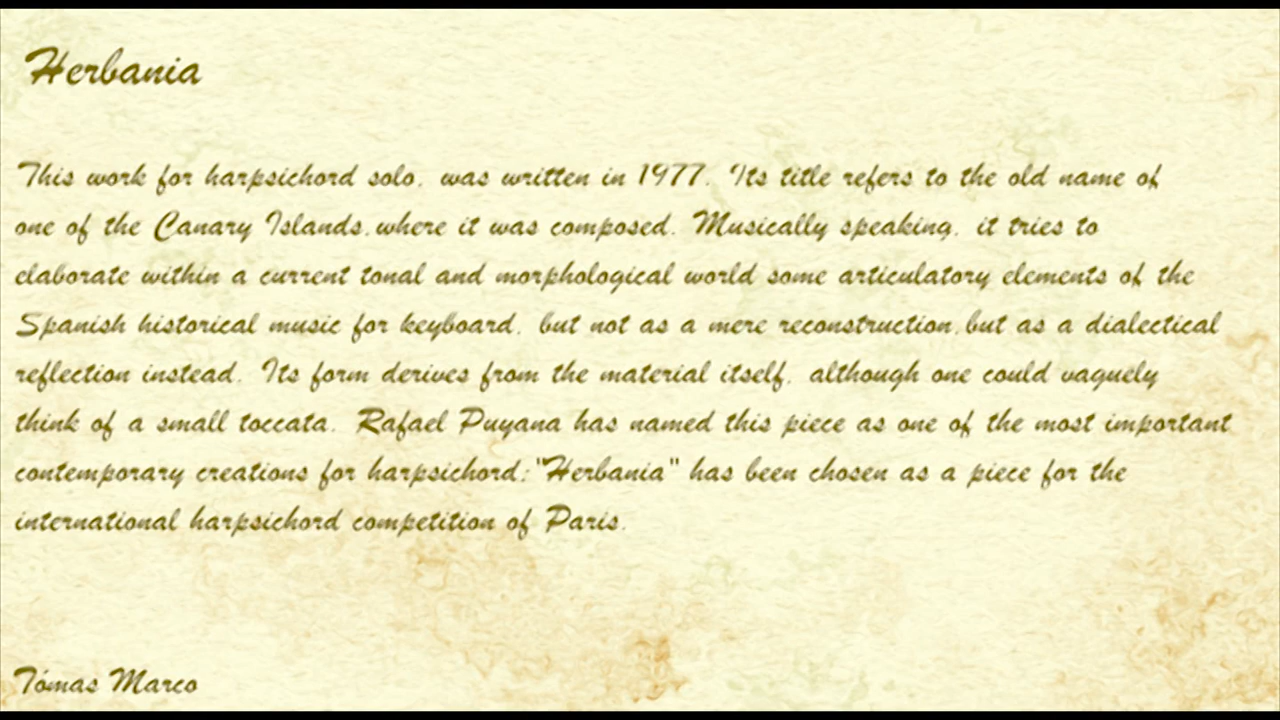 Herbania
This work for harpsichord solo, was written in 1977. Its title refers to the old name of
one of the Canary Islands,where it was composed. Musically speaking, it tries to
elaborate within a current tonal and morphological world some articulatory elements of the
Spanish historical music for keyboard, but not as a mere reconstruction,but as a dialectical
reflection instead. Its form derives from the material itself, although one could vaguely
think of a small toccata. Rafael Puyana has named this piece as one of the most important
contemporary creations for harpsichord;"Herbania" has been chosen as a piece for the
international harpsichord competition of Paris.
Tómas Marco